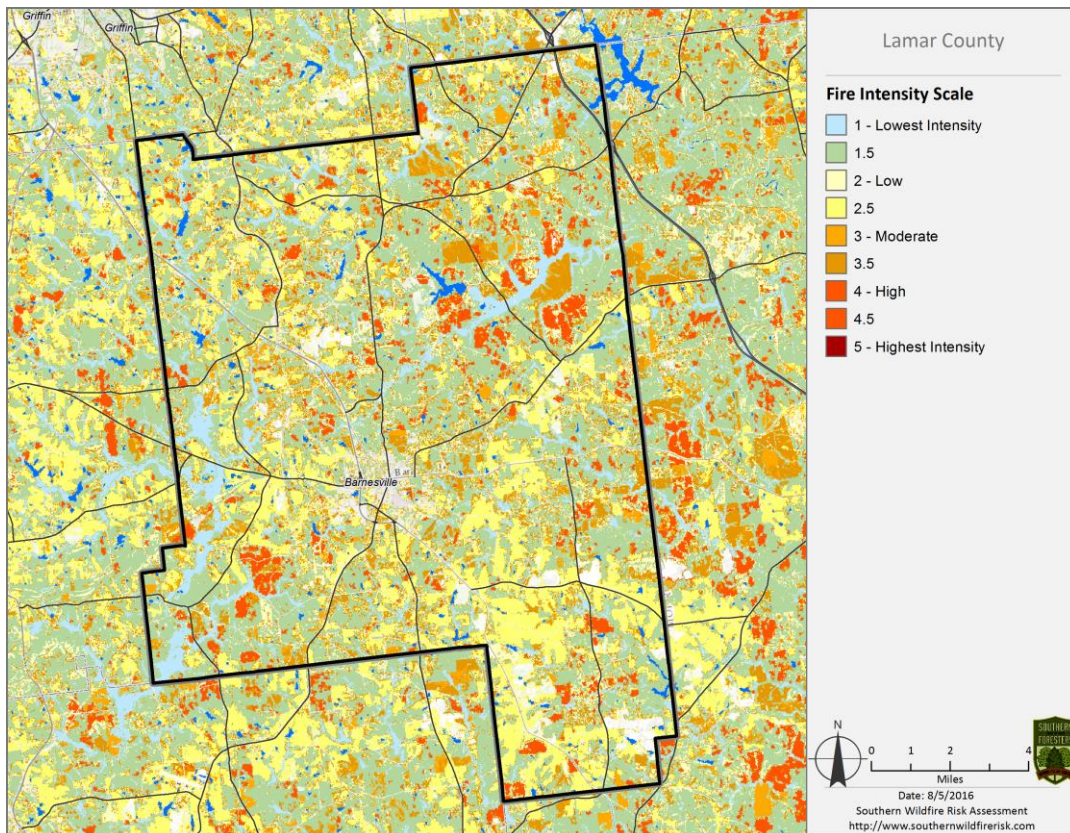 Griffin
Griffin
Barnesville
Lamar County
Fire Intensity Scale
1 - Lowest Intensity
1.5
2 - Low
2.5
3 - Moderate
3.5
4 - High
4.5
5 - Highest Intensity
N
0 1 2 4
Miles
Date: 8/5/2016
Southern Wildfire Risk Assessment
http://www.southernwildfirerisk.com
SOUTHERN
FORESTERS